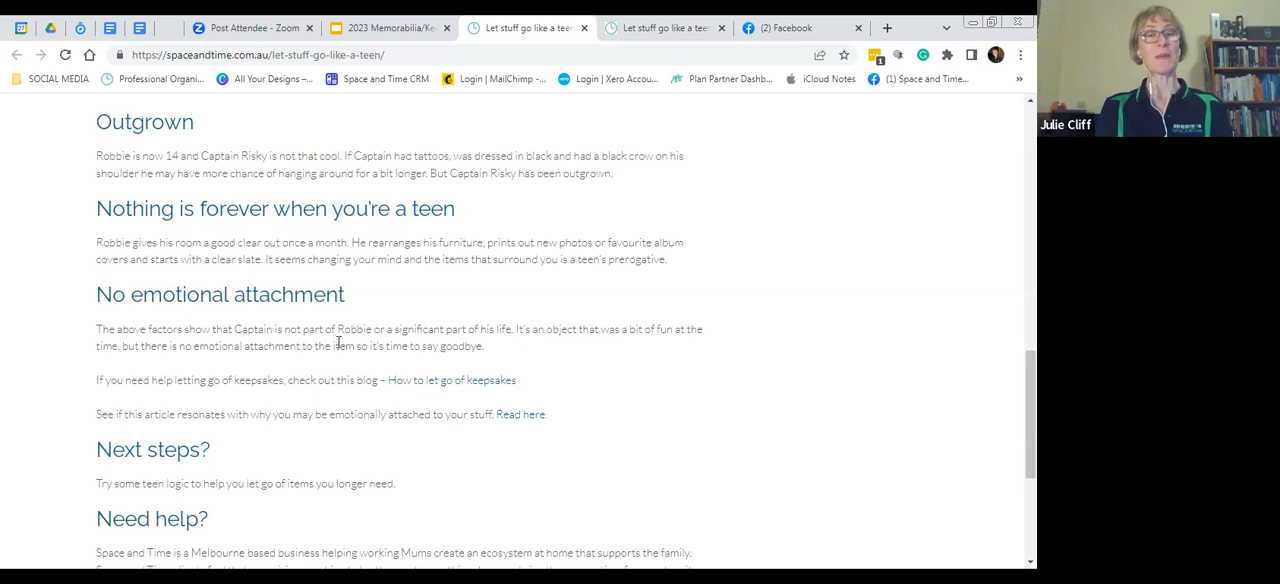 27
Post Attendee - Zoom
2023 Memorabilia/Ke
Let stuff go like a tee
Let stuff go like a tee
(2) Facebook
https://spaceandtime.com.au/let-stuff-go-like-a-teen/
1
SOCIAL MEDIA
Professional Organi...
All Your Designs –...
Space and Time CRM
Login | MailChimp -...
Login | Xero Accou...
Plan Partner Dashb...
iCloud Notes
(1) Space and Time...
»
Julie Cliff
Outgrown
Robbie is now 14 and Captain Risky is not that cool. If Captain had tattoos, was dressed in black and had a black crow on his
shoulder he may have more chance of hanging around for a bit longer. But Captain Risky has been outgrown.
Nothing is forever when you're a teen
Robbie gives his room a good clear out once a month. He rearranges his furniture, prints out new photos or favourite album
covers and starts with a clear slate. It seems changing your mind and the items that surround you is a teen's prerogative.
No emotional attachment
The above factors show that Captain is not part of Robbie or a significant part of his life. It's an object that was a bit of fun at the
time, but there is no emotional attachment to the item so it's time to say goodbye.
If you need help letting go of keepsakes, check out this blog – How to let go of keepsakes
See if this article resonates with why you may be emotionally attached to your stuff. Read here.
Next steps?
Try some teen logic to help you let go of items you longer need.
Need help?
Space and Time is a Melbourne based business helping working Mums create an ecosystem at home that supports the family.